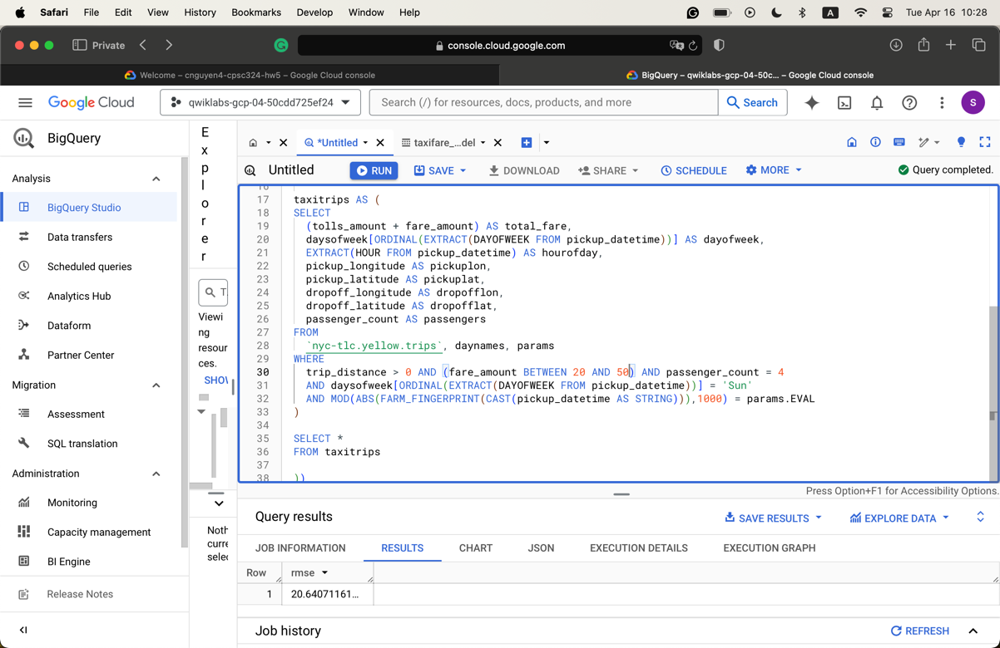 Safari File Edit View History Bookmarks Develop Window Help A Tue Apr 16 10:28
Private console.cloud.google.com
Welcome – cnguyen4-cpsc324-hw5 – Google Cloud console BigQuery – qwiklabs-gcp-04-50c... – Google Cloud console
Google Cloud qwiklabs-gcp-04-50cdd725ef24 Search (/) for resources, docs, products, and more Search S
BigQuery
Analysis
BigQuery Studio
Data transfers
Scheduled queries
Analytics Hub
Dataform
Partner Center
Migration
Assessment
SQL translation
Administration
Monitoring
Capacity management
BI Engine
Release Notes
E
x
p
l
o
r
e
r
T
Viewi
ng
resour
ces.
SHOW
Noth
curre
selec
*Untitled taxifare_...del
Untitled RUN SAVE DOWNLOAD SHARE SCHEDULE MORE Query completed.
16
17 taxitrips AS (
18 SELECT
19 (tolls_amount + fare_amount) AS total_fare,
20 daysofweek[ORDINAL(EXTRACT(DAYOFWEEK FROM pickup_datetime))] AS dayofweek,
21 EXTRACT(HOUR FROM pickup_datetime) AS hourofday,
22 pickup_longitude AS pickuplon,
23 pickup_latitude AS pickuplat,
24 dropoff_longitude AS dropofflon,
25 dropoff_latitude AS dropofflat,
26 passenger_count AS passengers
27 FROM
28 `nyc-tlc.yellow.trips`, daynames, params
29 WHERE
30 trip_distance > 0 AND (fare_amount BETWEEN 20 AND 50) AND passenger_count = 4
31 AND daysofweek[ORDINAL(EXTRACT(DAYOFWEEK FROM pickup_datetime))] = 'Sun'
32 AND MOD(ABS(FARM_FINGERPRINT(CAST(pickup_datetime AS STRING))),1000) = params.EVAL
33 )
34
35 SELECT *
36 FROM taxitrips
37
38 ))
Press Option+F1 for Accessibility Options.
Query results SAVE RESULTS EXPLORE DATA
JOB INFORMATION RESULTS CHART JSON EXECUTION DETAILS EXECUTION GRAPH
Row rmse
1 20.64071161...
Job history REFRESH